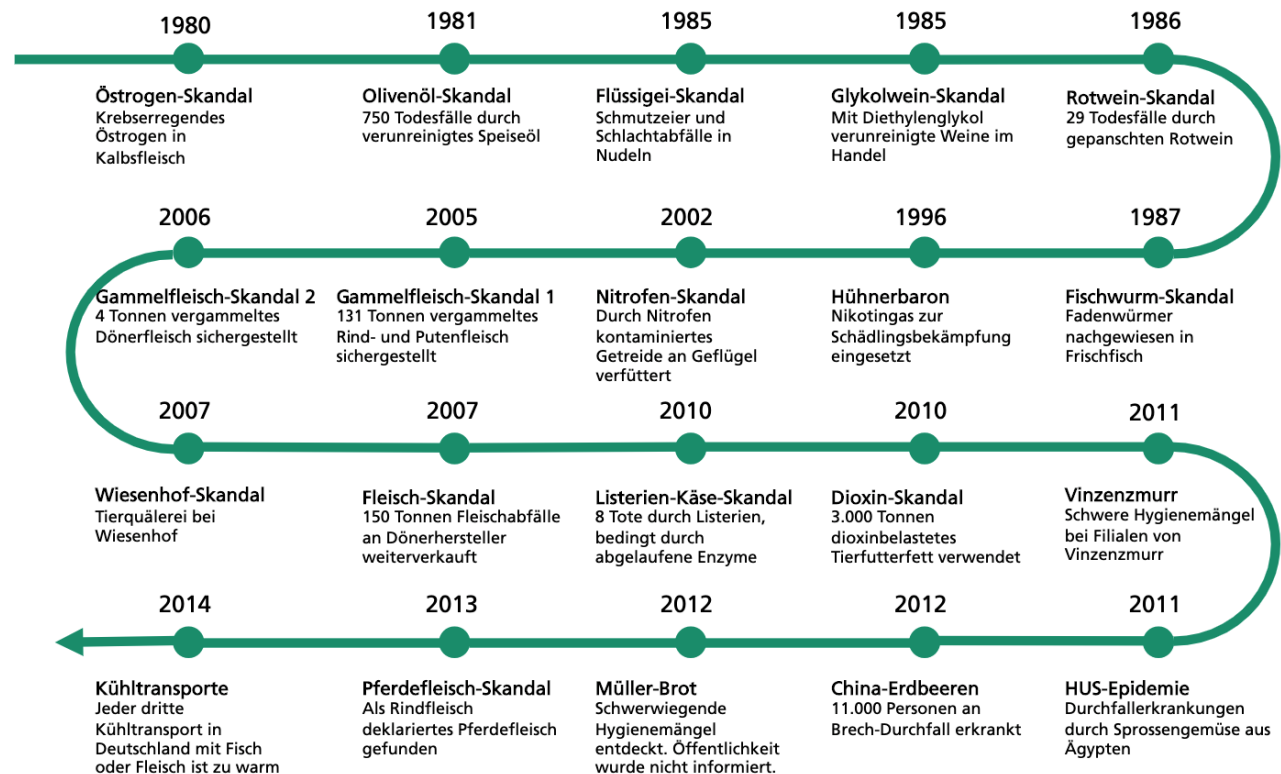 1980
Östrogen-Skandal
Krebserregendes
Östrogen in
Kalbsfleisch
1981
Olivenöl-Skandal
750 Todesfälle durch
verunreinigtes Speiseöl
1985
Flüssigei-Skandal
Schmutzeier und
Schlachtabfälle in
Nudeln
1985
Glykolwein-Skandal
Mit Diethylenglykol
verunreinigte Weine im
Handel
1986
Rotwein-Skandal
29 Todesfälle durch
gepanschten Rotwein
1987
Fischwurm-Skandal
Fadenwürmer
nachgewiesen in
Frischfisch
1996
Hühnerbaron
Nikotingas zur
Schädlingsbekämpfung
eingesetzt
2002
Nitrofen-Skandal
Durch Nitrofen
kontaminiertes
Getreide an Geflügel
verfüttert
2005
Gammelfleisch-Skandal 1
131 Tonnen vergammeltes
Rind- und Putenfleisch
sichergestellt
2006
Gammelfleisch-Skandal 2
4 Tonnen vergammeltes
Dönerfleisch sichergestellt
2007
Wiesenhof-Skandal
Tierquälerei bei
Wiesenhof
2007
Fleisch-Skandal
150 Tonnen Fleischabfälle
an Dönerhersteller
weiterverkauft
2010
Listerien-Käse-Skandal
8 Tote durch Listerien,
bedingt durch
abgelaufene Enzyme
2010
Dioxin-Skandal
3.000 Tonnen
dioxinbelastetes
Tierfutterfett verwendet
2011
Vinzenzmurr
Schwere Hygienemängel
bei Filialen von
Vinzenzmurr
2011
HUS-Epidemie
Durchfallerkrankungen
durch Sprossengemüse aus
Ägypten
2012
China-Erdbeeren
11.000 Personen an
Brech-Durchfall erkrankt
2012
Müller-Brot
Schwerwiegende
Hygienemängel
entdeckt. Öffentlichkeit
wurde nicht informiert.
2013
Pferdefleisch-Skandal
Als Rindfleisch
deklariertes Pferdefleisch
gefunden
2014
Kühltransporte
Jeder dritte
Kühltransport in
Deutschland mit Fisch
oder Fleisch ist zu warm